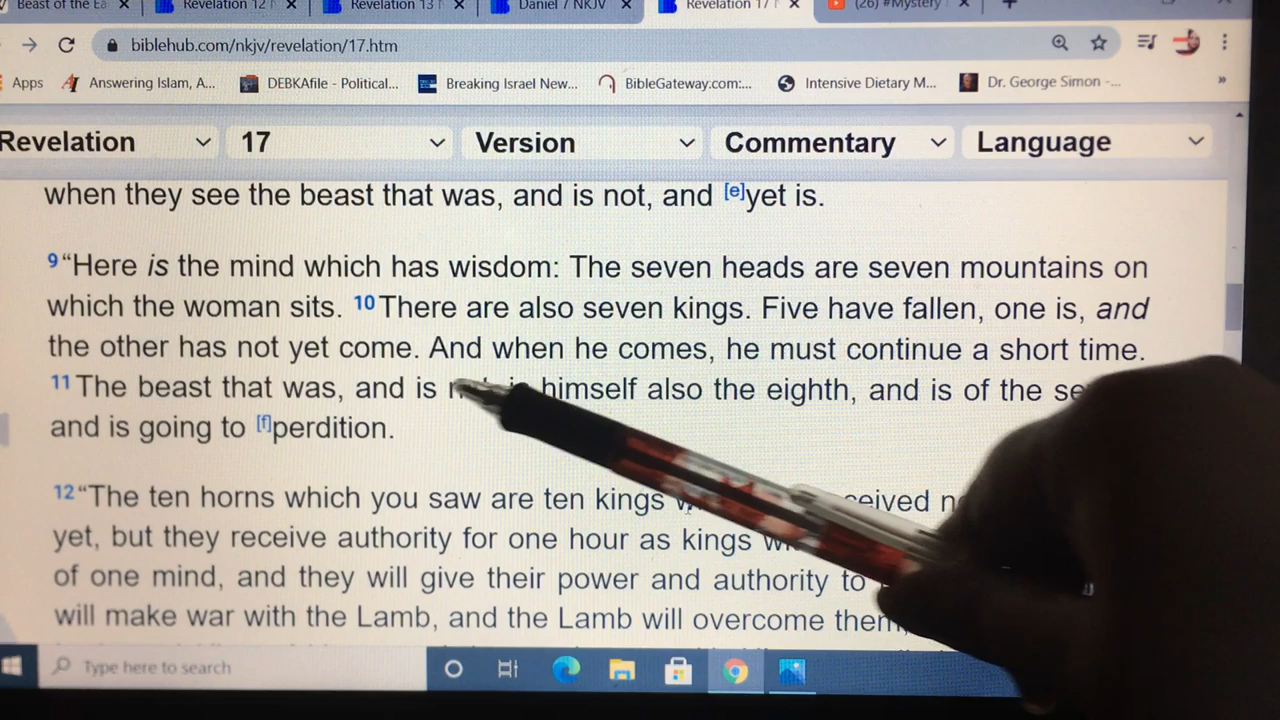 Beast of the Ea
Revelation 12
Revelation 13
Daniel 7 NKJV
Revelation 17
(26) #Mystery
biblehub.com/nkjv/revelation/17.htm
Apps
Answering Islam, A...
DEBKAfile - Political...
Breaking Israel New...
BibleGateway.com:...
Intensive Dietary M...
Dr. George Simon -...
»
Revelation
17
Version
Commentary
Language
when they see the beast that was, and is not, and [e]yet is.
9 “Here is the mind which has wisdom: The seven heads are seven mountains on
which the woman sits. 10 There are also seven kings. Five have fallen, one is, and
the other has not yet come. And when he comes, he must continue a short time.
11 The beast that was, and is himself also the eighth, and is of the
and is going to [f]perdition.
12 “The ten horns which you saw are ten kings
yet, but they receive authority for one hour as kings
of one mind, and they will give their power and authority to
will make war with the Lamb, and the Lamb will overcome them,
Type here to search